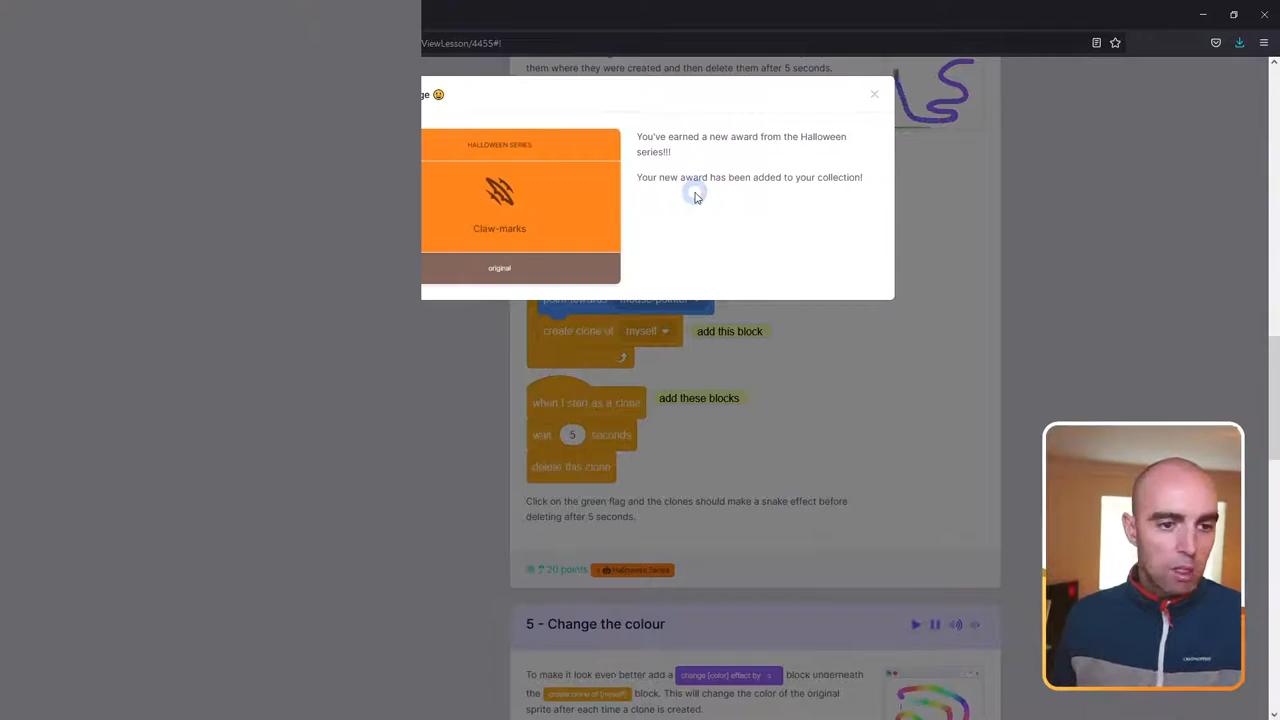 ViewLesson/4455#!
them where they were created and then delete them after 5 seconds.
ge
HALLOWEEN SERIES
Claw-marks
original
You've earned a new award from the Halloween
series!!!
Your new award has been added to your collection!
point towards mouse-pointer
create clone of myself
add this block
when I start as a clone
add these blocks
wait 5 seconds
delete this clone
Click on the green flag and the clones should make a snake effect before
deleting after 5 seconds.
20 points
Halloween Series
5 - Change the colour
To make it look even better add a change [color] effect by block underneath
the create clone of [myself] block. This will change the color of the original
sprite after each time a clone is created.